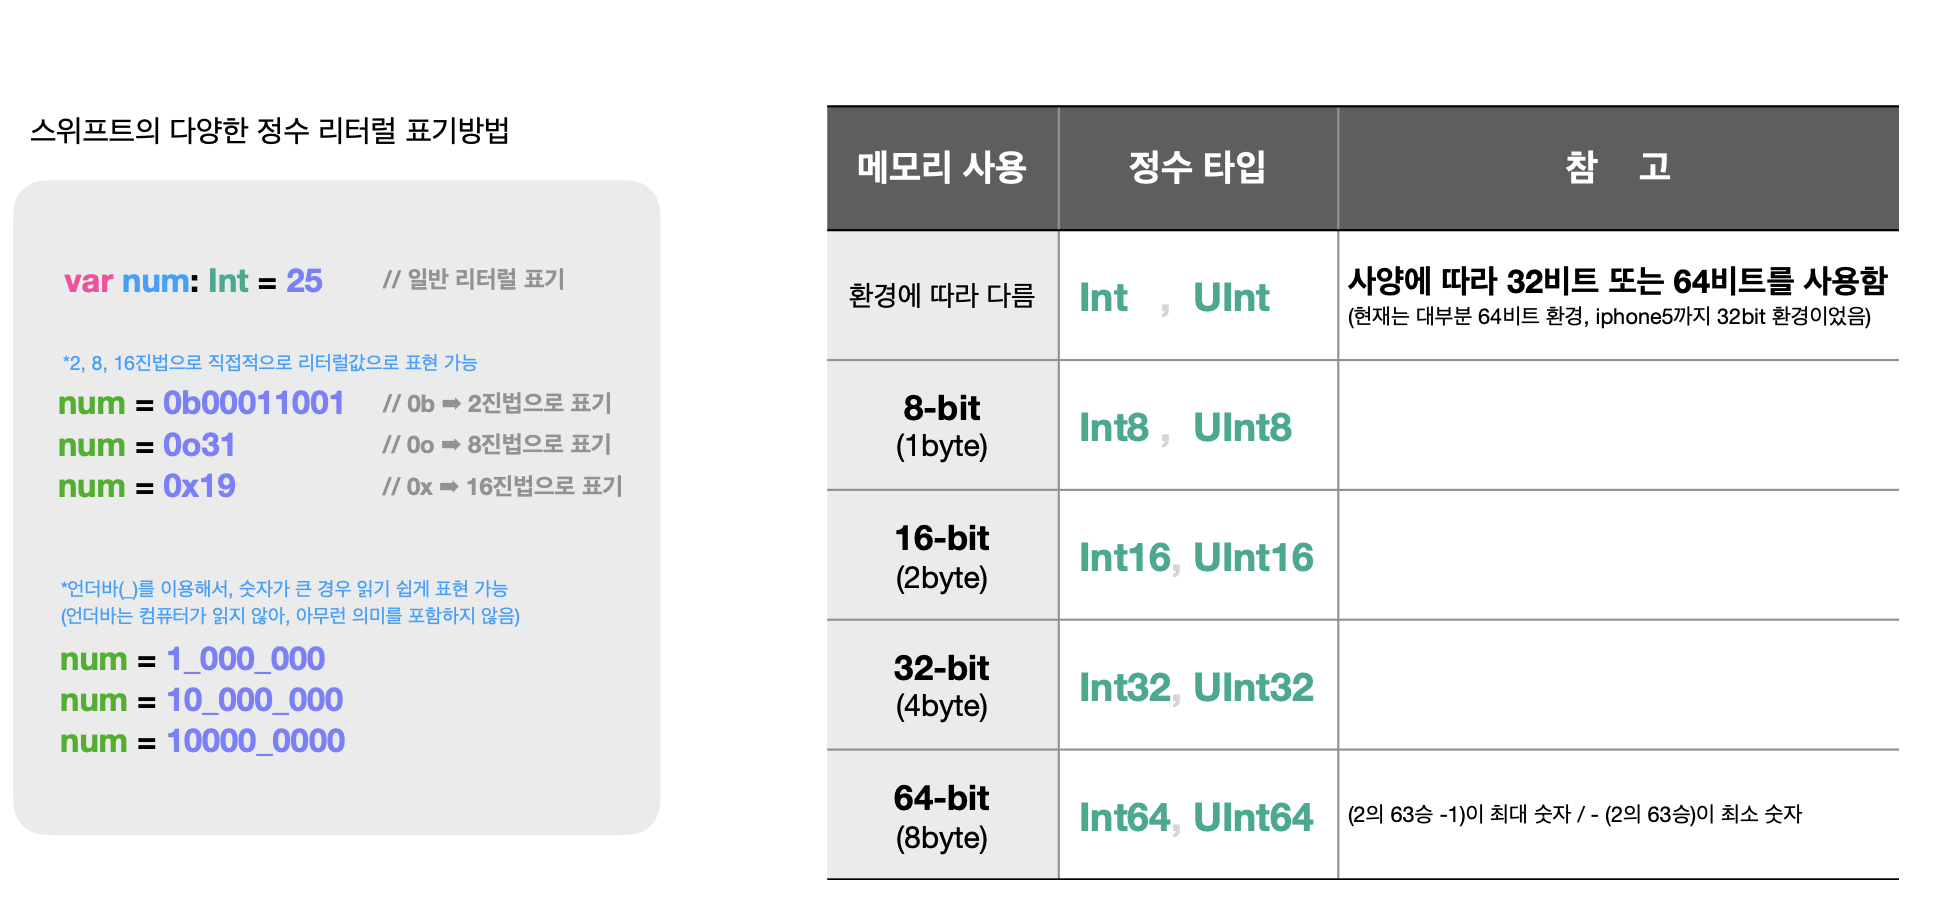 스위프트의 다양한 정수 리터럴 표기방법
var num: Int = 25 // 일반 리터럴 표기
*2, 8, 16진법으로 직접적으로 리터럴값으로 표현 가능
num = 0b00011001 // 0b ➡ 2진법으로 표기
num = 0o31 // 0o ➡ 8진법으로 표기
num = 0x19 // 0x ➡ 16진법으로 표기
*언더바(_)를 이용해서, 숫자가 큰 경우 읽기 쉽게 표현 가능
(언더바는 컴퓨터가 읽지 않아, 아무런 의미를 포함하지 않음)
num = 1_000_000
num = 10_000_000
num = 10000_0000
메모리 사용 정수 타입 참 고
환경에 따라 다름 Int , UInt 사양에 따라 32비트 또는 64비트를 사용함
(현재는 대부분 64비트 환경, iphone5까지 32bit 환경이었음)
8-bit
(1byte)
Int8 , UInt8
16-bit
(2byte)
Int16, UInt16
32-bit
(4byte)
Int32, UInt32
64-bit
(8byte)
Int64, UInt64 (2의 63승 -1)이 최대 숫자 / - (2의 63승)이 최소 숫자